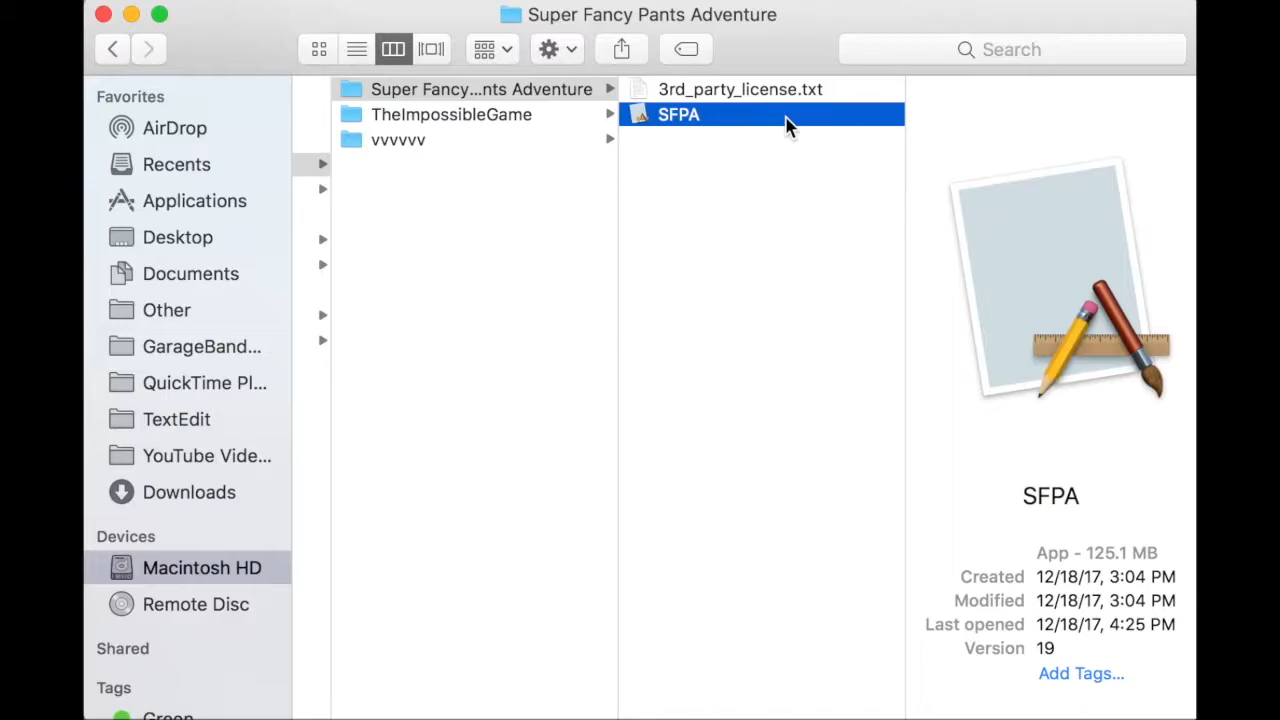 Super Fancy Pants Adventure
Search
Favorites
AirDrop
Recents
Applications
Desktop
Documents
Other
GarageBand...
QuickTime Pl...
TextEdit
YouTube Vide...
Downloads
Devices
Macintosh HD
Remote Disc
Shared
Tags
Green
Super Fancy...nts Adventure
TheImpossibleGame
vvvvvv
3rd_party_license.txt
SFPA
SFPA
App - 125.1 MB
Created 12/18/17, 3:04 PM
Modified 12/18/17, 3:04 PM
Last opened 12/18/17, 4:25 PM
Version 19
Add Tags...